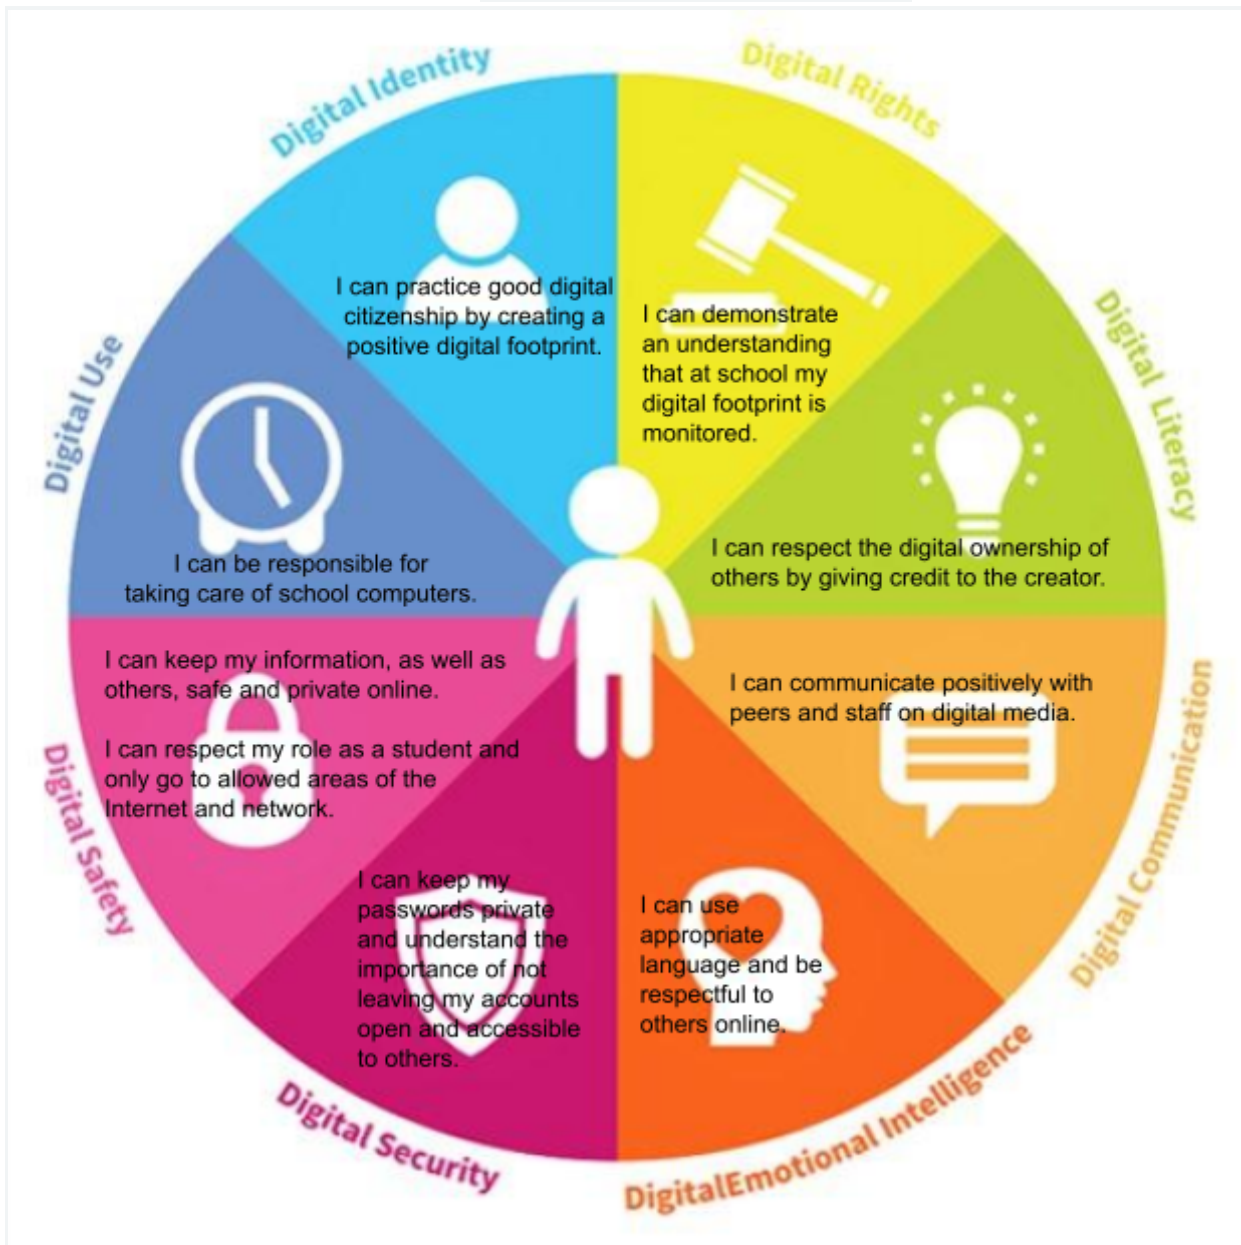 Digital Identity
I can practice good digital
citizenship by creating a
positive digital footprint.
Digital Rights
I can demonstrate
an understanding
that at school my
digital footprint is
monitored.
Digital Literacy
I can respect the digital ownership of
others by giving credit to the creator.
Digital Communication
I can communicate positively with
peers and staff on digital media.
DigitalEmotional Intelligence
I can use
appropriate
language and be
respectful to
others online.
Digital Security
I can keep my
passwords private
and understand the
importance of not
leaving my accounts
open and accessible
to others.
Digital Safety
I can keep my information, as well as
others, safe and private online.
I can respect my role as a student and
only go to allowed areas of the
Internet and network.
Digital Use
I can be responsible for
taking care of school computers.